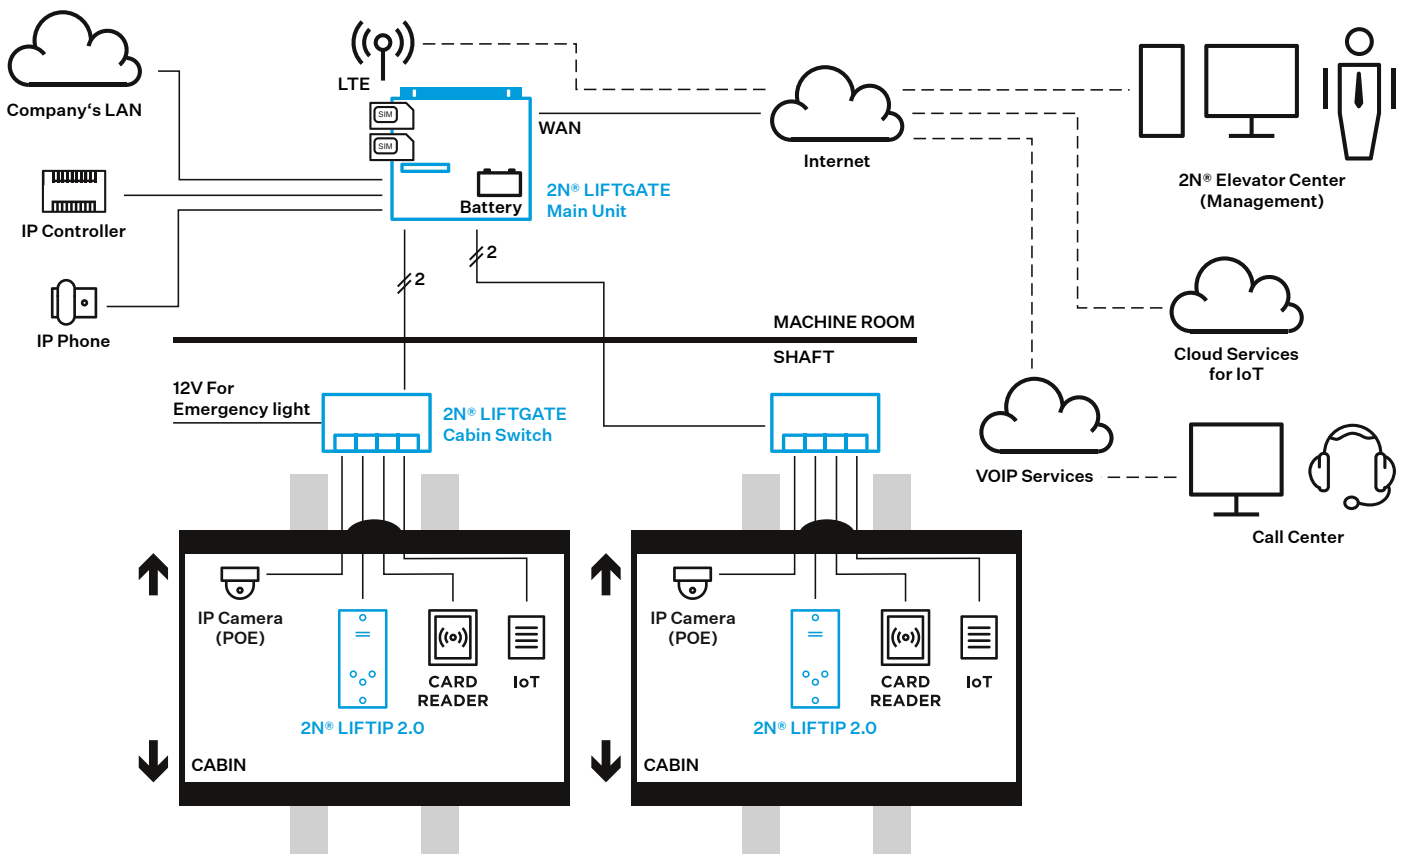 LTE
Company‘s LAN
SIM
SIM
WAN
Internet
2N® LIFTGATE
Main Unit
Battery
2N® Elevator Center
(Management)
IP Controller
2
2
IP Phone
MACHINE ROOM
SHAFT
Cloud Services
for IoT
12V For
Emergency light
2N® LIFTGATE
Cabin Switch
VOIP Services
Call Center
IP Camera
(POE)
CARD
READER
IoT
2N® LIFTIP 2.0
CABIN
IP Camera
(POE)
CARD
READER
IoT
2N® LIFTIP 2.0
CABIN